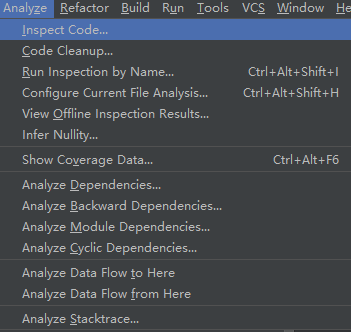 Analyze Refactor Build Run Tools VCS Window
Inspect Code...
Code Cleanup...
Run Inspection by Name... Ctrl+Alt+Shift+I
Configure Current File Analysis... Ctrl+Alt+Shift+H
View Offline Inspection Results...
Infer Nullity...
Show Coverage Data... Ctrl+Alt+F6
Analyze Dependencies...
Analyze Backward Dependencies...
Analyze Module Dependencies...
Analyze Cyclic Dependencies...
Analyze Data Flow to Here
Analyze Data Flow from Here
Analyze Stacktrace...